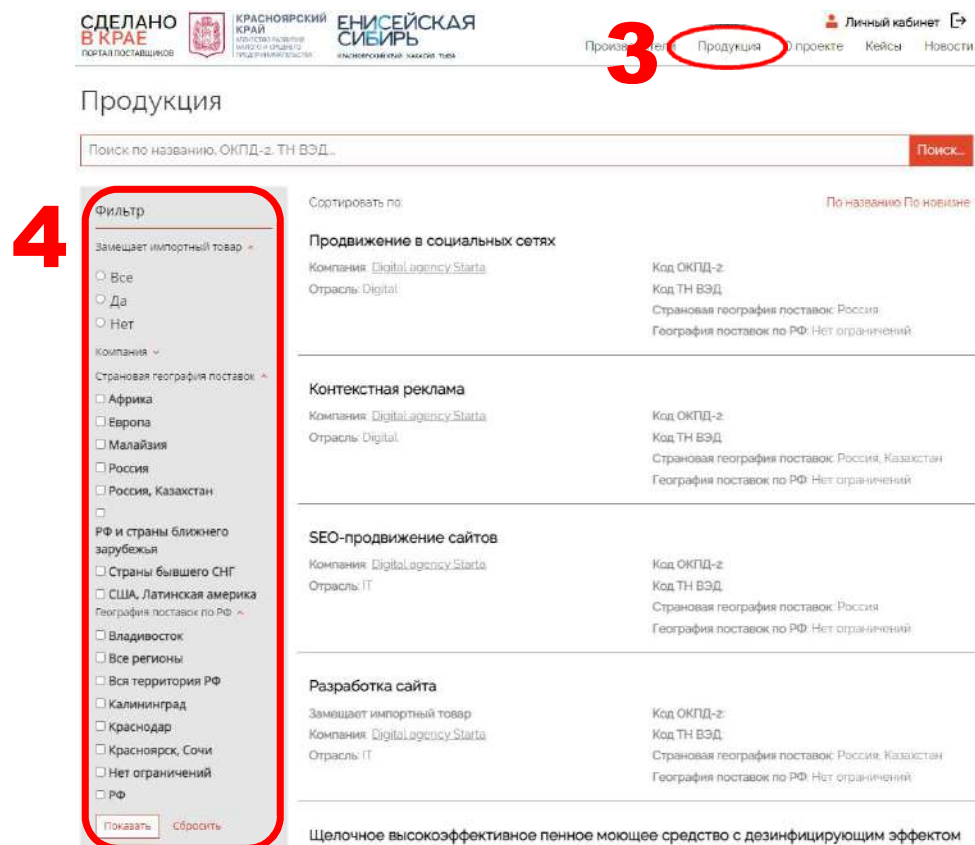 СДЕЛАНО
В КРАЕ
ПОРТАЛ ПОСТАВЩИКОВ
КРАСНОЯРСКИЙ
КРАЙ
АГЕНТСТВО РАЗВИТИЯ
МАЛОГО И СРЕДНЕГО
ПРЕДПРИНИМАТЕЛЬСТВА
ЕНИСЕЙСКАЯ
СИБИРЬ
КРАСНОЯРСКИЙ КРАЙ ХАКАСИЯ ТЫВА
Личный кабинет
3
Продукция проекте Кейсы Новости
Продукция
Поиск по названию, ОКПД-2, ТН ВЭД...
Поиск...
4
Фильтр
Замещает импортный товар
Все
Да
Нет
Компания
Страновая география поставок
Африка
Европа
Малайзия
Россия
Россия, Казахстан
РФ и страны ближнего
зарубежья
Страны бывшего СНГ
США, Латинская америка
География поставок по РФ
Владивосток
Все регионы
Вся территория РФ
Калининград
Краснодар
Красноярск, Сочи
Нет ограничений
РФ
Показать Сбросить
Сортировать по:
По названию По новизне
Продвижение в социальных сетях
Компания: Digital agency Starta
Отрасль: Digital
Код ОКПД-2:
Код ТН ВЭД:
Страновая география поставок: Россия
География поставок по РФ: Нет ограничений
Контекстная реклама
Компания: Digital agency Starta
Отрасль: Digital
Код ОКПД-2:
Код ТН ВЭД:
Страновая география поставок: Россия, Казахстан
География поставок по РФ: Нет ограничений
SEO-продвижение сайтов
Компания: Digital agency Starta
Отрасль: IT
Код ОКПД-2:
Код ТН ВЭД:
Страновая география поставок: Россия
География поставок по РФ: Нет ограничений
Разработка сайта
Замещает импортный товар
Компания: Digital agency Starta
Отрасль: IT
Код ОКПД-2:
Код ТН ВЭД:
Страновая география поставок: Россия, Казахстан
География поставок по РФ: Нет ограничений
Щелочное высокоэффективное пенное моющее средство с дезинфицирующим эффектом